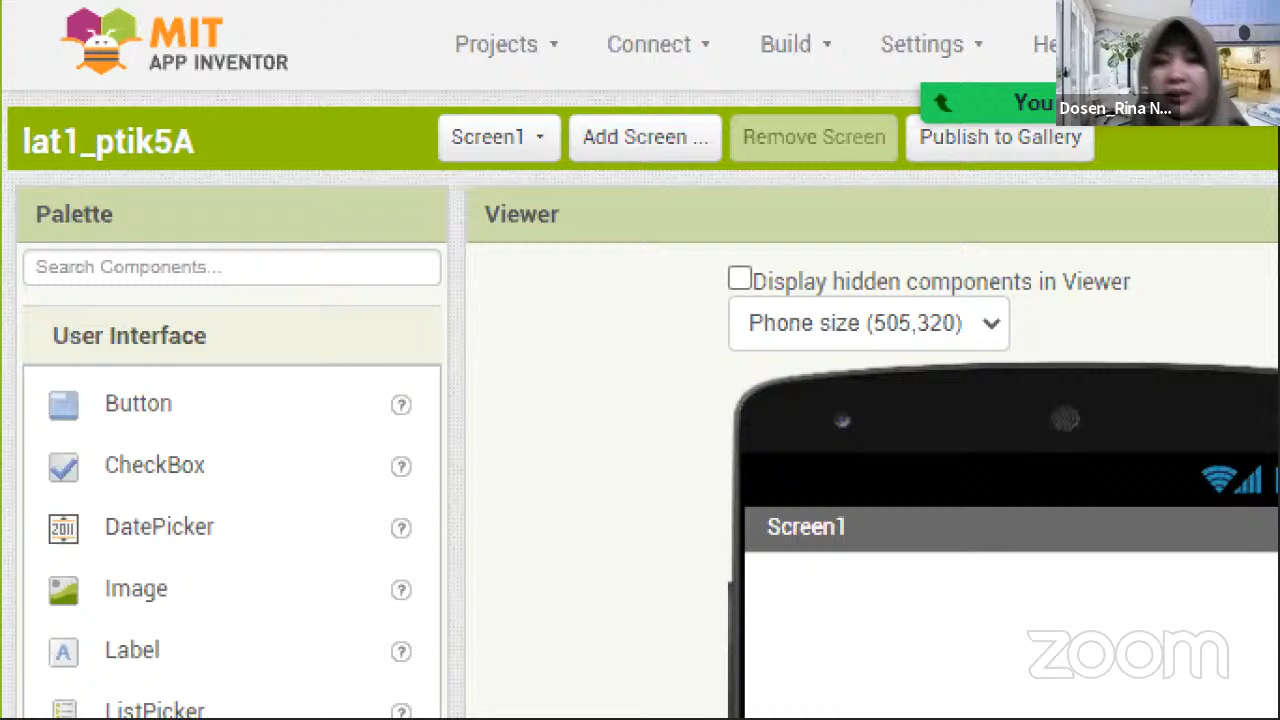 MIT
APP INVENTOR
Projects
Connect
Build
Settings
He
You
Dosen_Rina N...
lat1_ptik5A
Screen1
Add Screen ...
Remove Screen
Publish to Gallery
Palette
Viewer
Search Components...
Display hidden components in Viewer
User Interface
Phone size (505,320)
Button
?
CheckBox
?
DatePicker
2011
?
Screen1
Image
?
Label
A
?
ListPicker
?
zoom